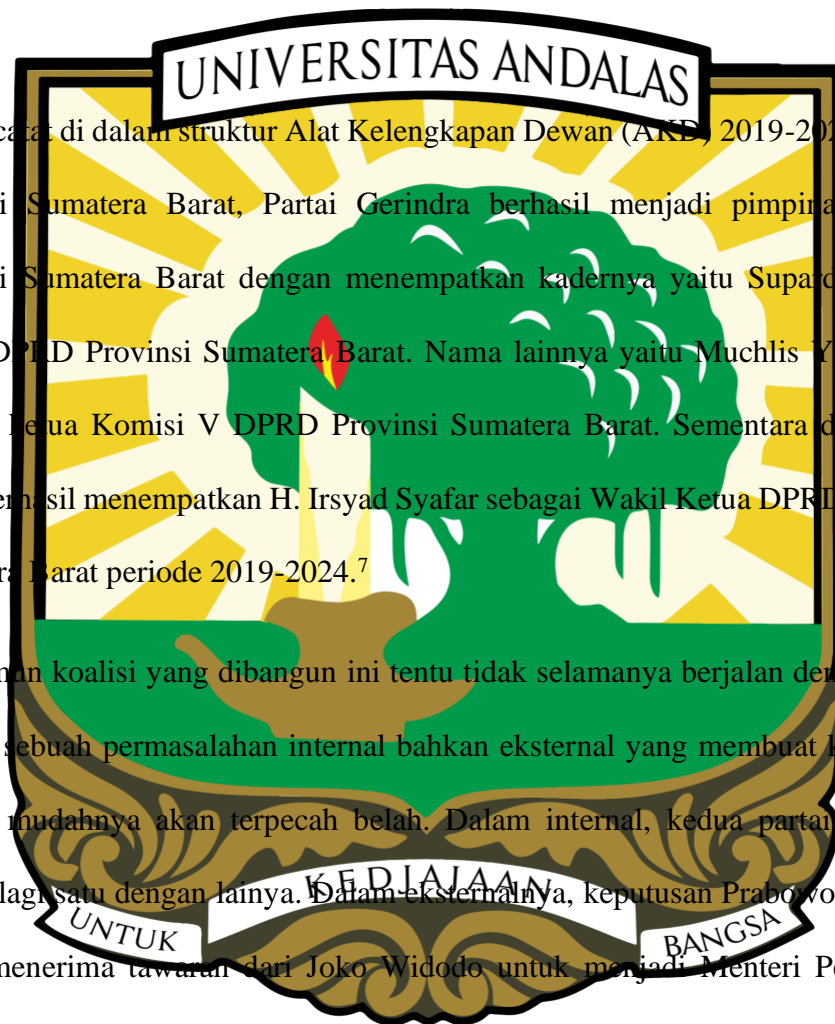 UNIVERSITAS ANDALAS
catat di dalam struktur Alat Kelengkapan Dewan (AKD) 2019-202
i Sumatera Barat, Partai Gerindra berhasil menjadi pimpina
i Sumatera Barat dengan menempatkan kadernya yaitu Supard
DPRD Provinsi Sumatera Barat. Nama lainnya yaitu Muchlis Y
Ketua Komisi V DPRD Provinsi Sumatera Barat. Sementara d
erhasil menempatkan H. Irsyad Syafar sebagai Wakil Ketua DPRD
ra Barat periode 2019-2024.7
mun koalisi yang dibangun ini tentu tidak selamanya berjalan den
sebuah permasalahan internal bahkan eksternal yang membuat k
mudahnya akan terpecah belah. Dalam internal, kedua partai
lagi satu dengan lainya. Dalam eksternalnya, keputusan Prabowo
menerima tawaran dari Joko Widodo untuk menjadi Menteri Pe
UNTUK KEDJAJAAN BANGSA